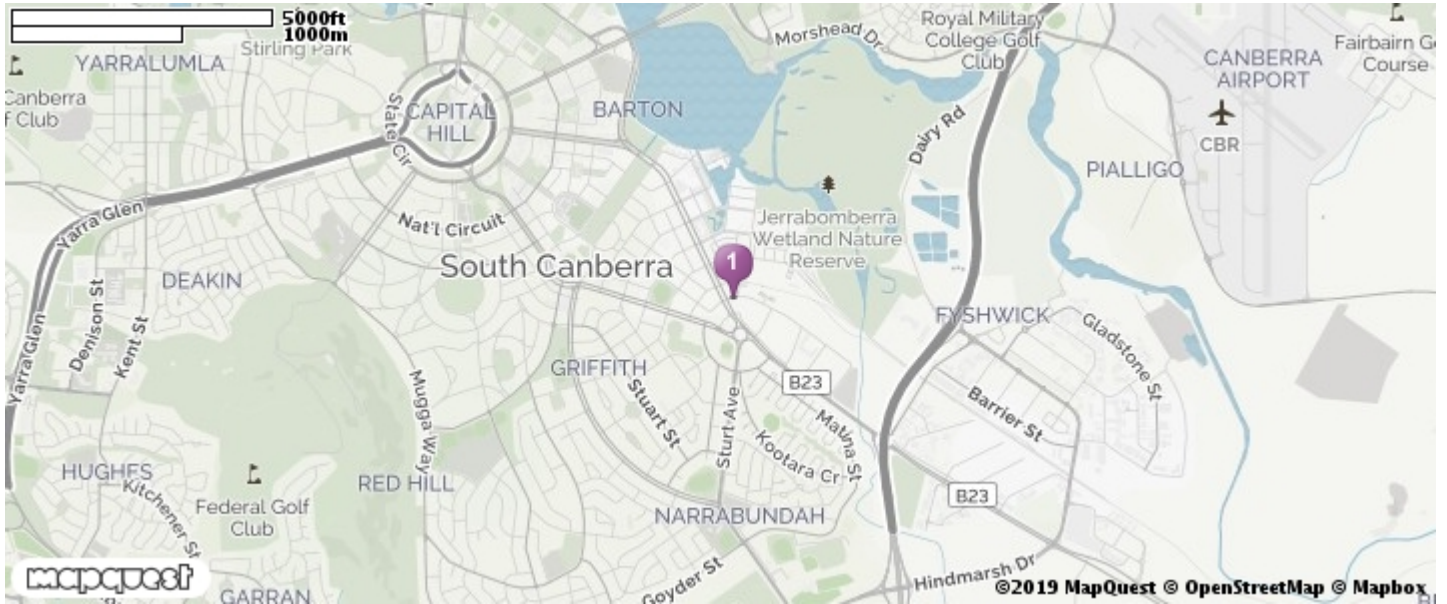 5000ft
1000m
Stirling Park
YARRALUMLA
Canberra
f Club
State Cir
CAPITAL
HILL
BARTON
Morshead Dr
Royal Military
College Golf
Club
CANBERRA
AIRPORT
Fairbairn G
Course
CBR
Dairy Rd
PIALLIGO
Yarra Glen
Nat'l Circuit
Jerrabomberra
Wetland Nature
Reserve
1
South Canberra
DEAKIN
Yarra Glen
Denison St
Kent St
FYSHWICK
Gladstone St
GRIFFITH
B23
Mugga Way
Stuart St
Sturt Ave
Barrier St
Matina St
Kootara Cr
HUGHES
Kitchener St
RED HILL
Federal Golf
Club
B23
NARRABUNDAH
Goyder St
Hindmarsh Dr
mapquest
©2019 MapQuest © OpenStreetMap © Mapbox
GARRAN